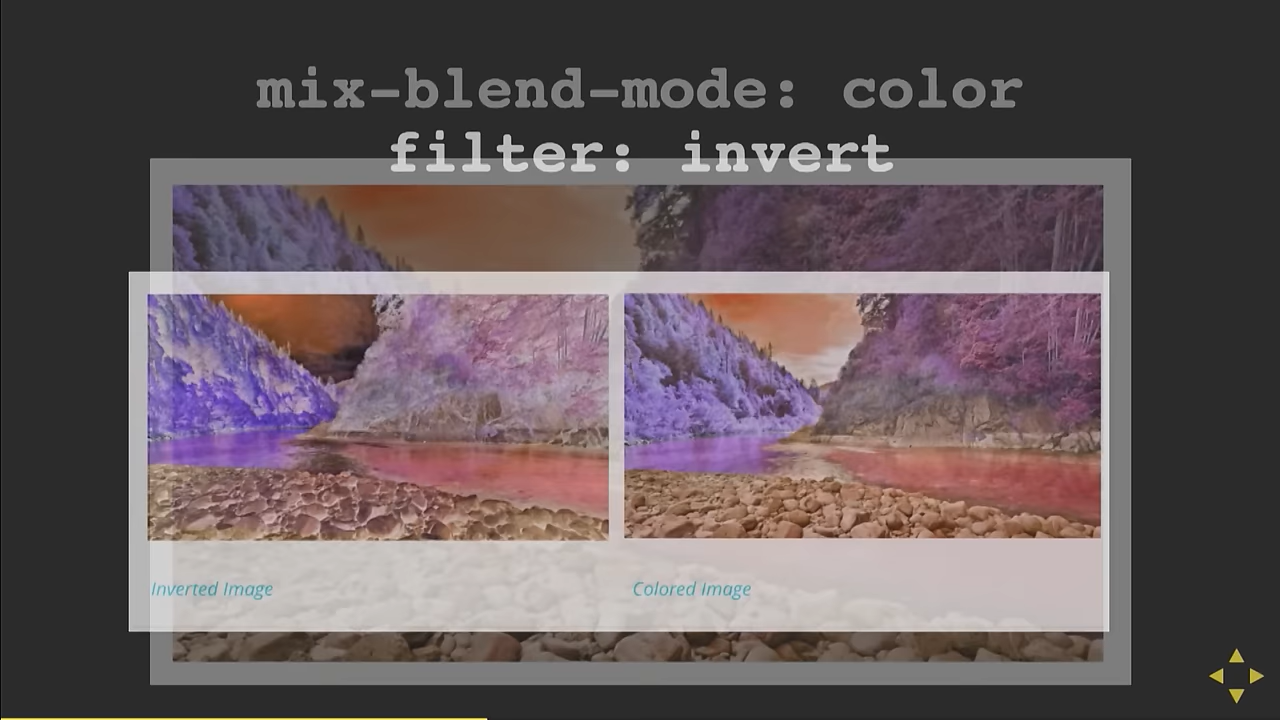 mix-blend-mode: color
filter: invert
Inverted Image
Colored Image